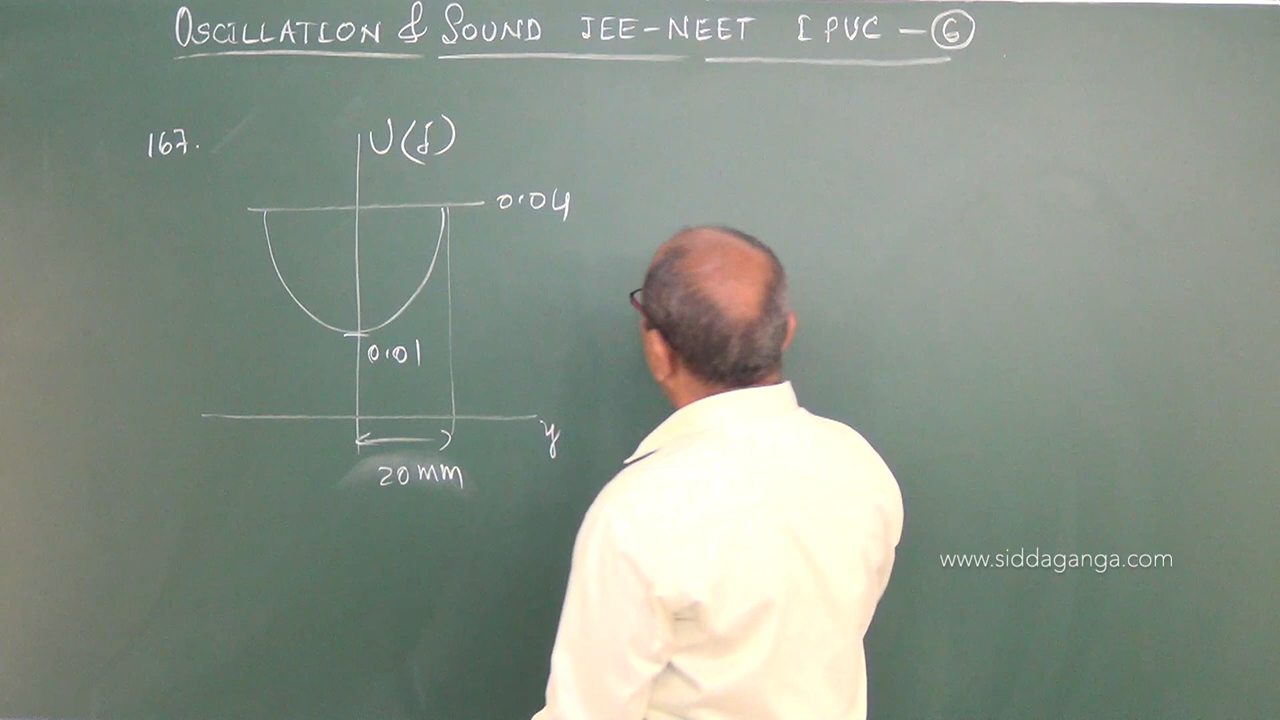 OSCILLATION & SOUND JEE-NEET I PUC - 6
167.
U(J)
0.04
0.01
y
20 MM
www.siddaganga.com